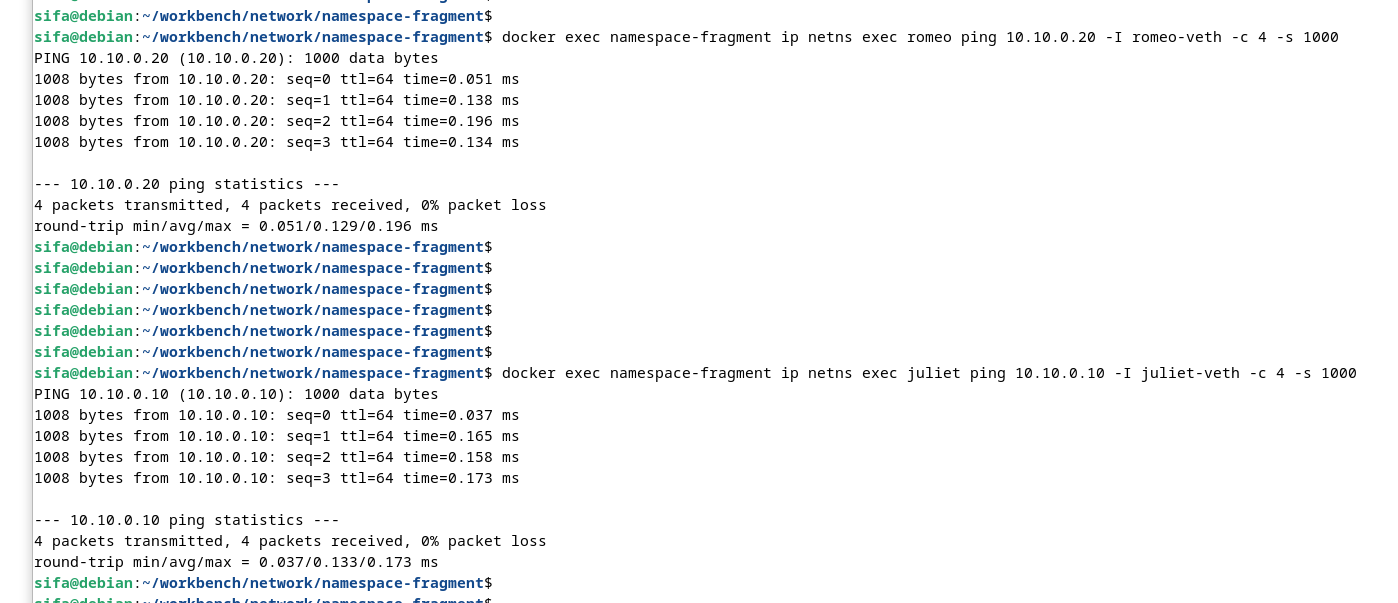 sifa@debian:~/workbench/network/namespace-fragment$
sifa@debian:~/workbench/network/namespace-fragment$ docker exec namespace-fragment ip netns exec romeo ping 10.10.0.20 -I romeo-veth -c 4 -s 1000
PING 10.10.0.20 (10.10.0.20): 1000 data bytes
1008 bytes from 10.10.0.20: seq=0 ttl=64 time=0.051 ms
1008 bytes from 10.10.0.20: seq=1 ttl=64 time=0.138 ms
1008 bytes from 10.10.0.20: seq=2 ttl=64 time=0.196 ms
1008 bytes from 10.10.0.20: seq=3 ttl=64 time=0.134 ms

--- 10.10.0.20 ping statistics ---
4 packets transmitted, 4 packets received, 0% packet loss
round-trip min/avg/max = 0.051/0.129/0.196 ms
sifa@debian:~/workbench/network/namespace-fragment$
sifa@debian:~/workbench/network/namespace-fragment$
sifa@debian:~/workbench/network/namespace-fragment$
sifa@debian:~/workbench/network/namespace-fragment$
sifa@debian:~/workbench/network/namespace-fragment$
sifa@debian:~/workbench/network/namespace-fragment$
sifa@debian:~/workbench/network/namespace-fragment$ docker exec namespace-fragment ip netns exec juliet ping 10.10.0.10 -I juliet-veth -c 4 -s 1000
PING 10.10.0.10 (10.10.0.10): 1000 data bytes
1008 bytes from 10.10.0.10: seq=0 ttl=64 time=0.037 ms
1008 bytes from 10.10.0.10: seq=1 ttl=64 time=0.165 ms
1008 bytes from 10.10.0.10: seq=2 ttl=64 time=0.158 ms
1008 bytes from 10.10.0.10: seq=3 ttl=64 time=0.173 ms

--- 10.10.0.10 ping statistics ---
4 packets transmitted, 4 packets received, 0% packet loss
round-trip min/avg/max = 0.037/0.133/0.173 ms
sifa@debian:~/workbench/network/namespace-fragment$